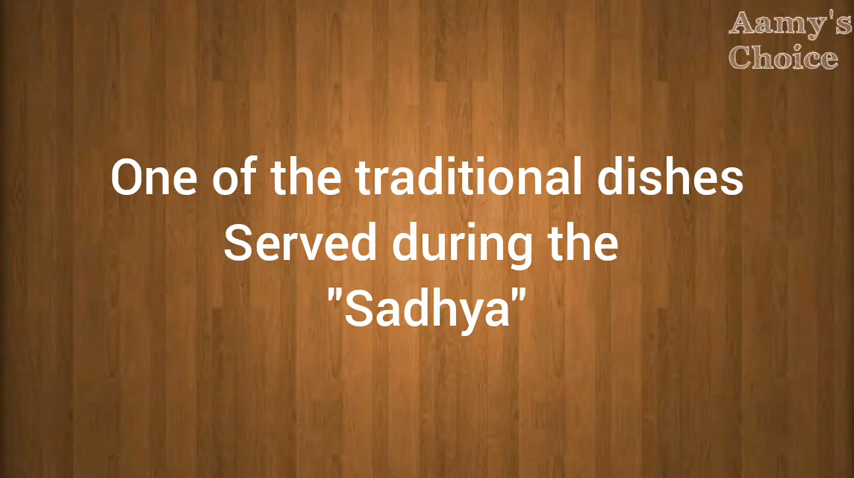 Aamy's
Choice
One of the traditional dishes
Served during the
"Sadhya"